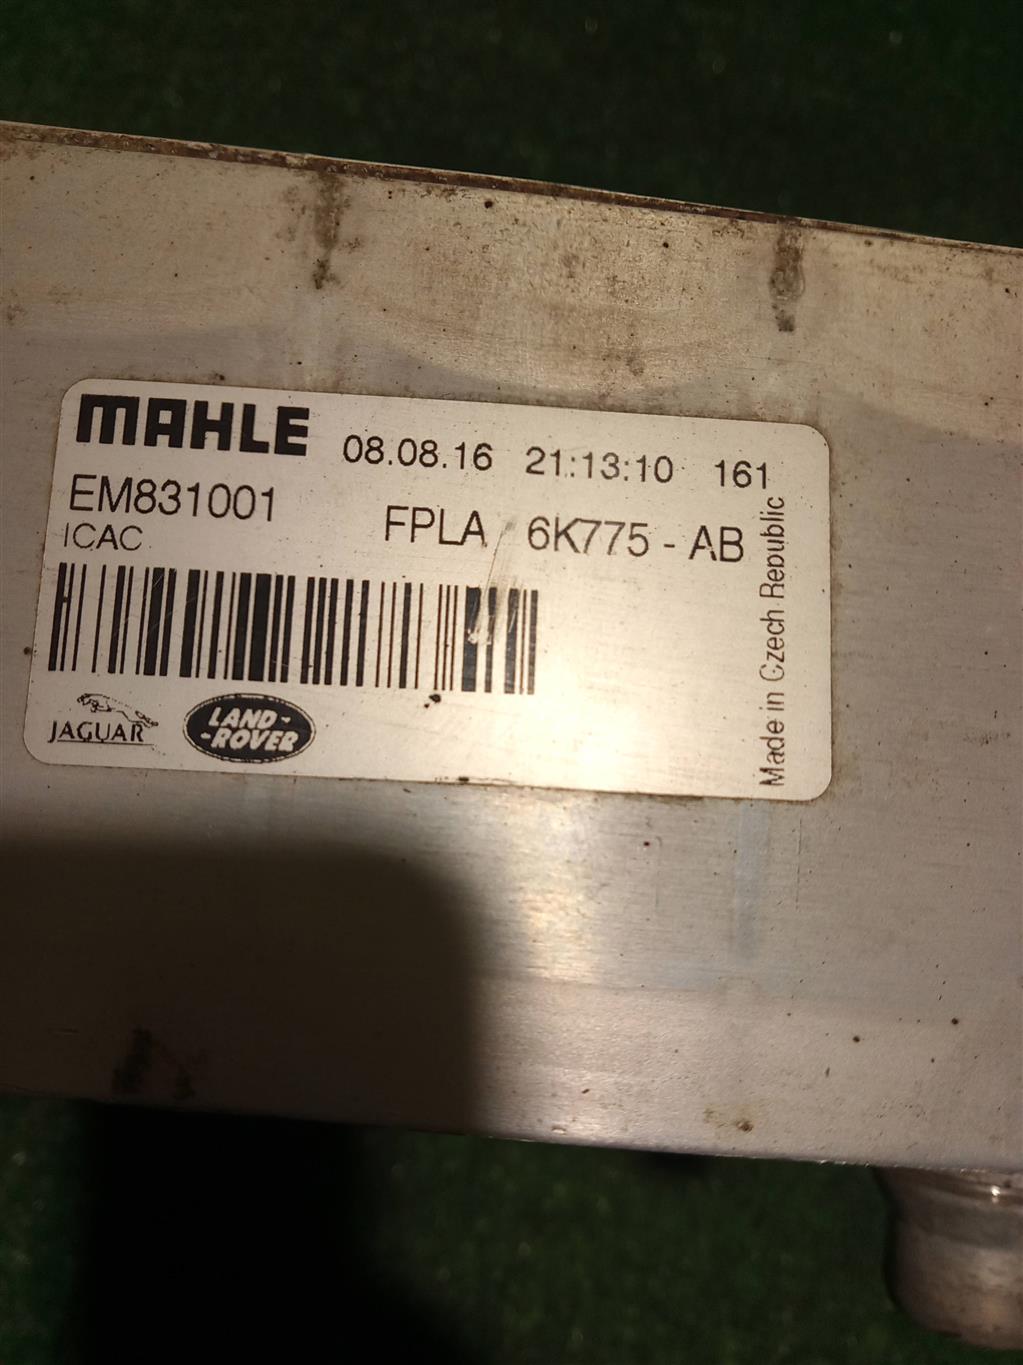 MAHLE 08.08.16 21:13:10 161
EM831001
ICAC
FPLA 6K775 - AB
JAGUAR
LAND-
-ROVER
Made in Czech Republic